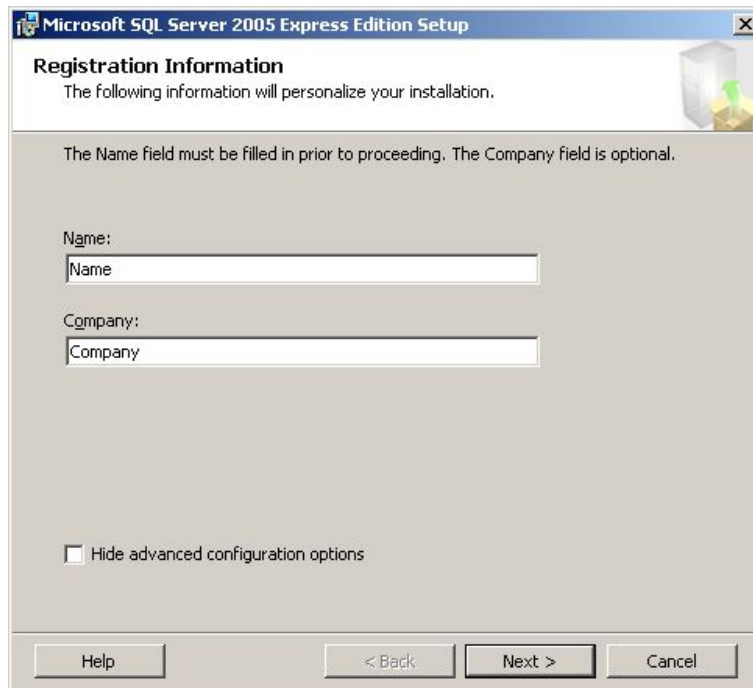 Microsoft SQL Server 2005 Express Edition Setup
Registration Information
The following information will personalize your installation.
The Name field must be filled in prior to proceeding. The Company field is optional.
Name:
Name
Company:
Company
Hide advanced configuration options
Help
< Back
Next >
Cancel